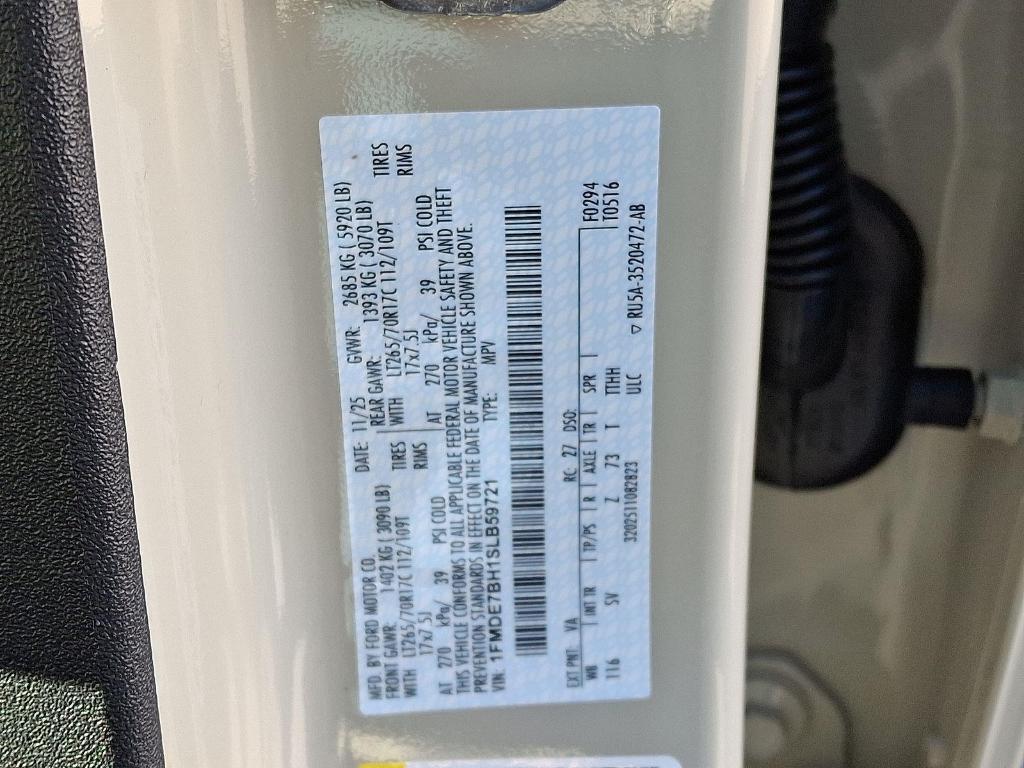 MFD. BY FORD MOTOR CO. DATE: 11/25 GVWR: 2685 KG ( 5920 LB)
FRONT GAWR: 1402 KG ( 3090 LB) REAR GAWR: 1393 KG ( 3070 LB)
WITH LT265/70R17C 112/109T TIRES WITH LT265/70R17C 112/109T TIRES
17x7.5J RIMS 17x7.5J RIMS
AT 270 kPa/ 39 PSI COLD AT 270 kPa/ 39 PSI COLD
THIS VEHICLE CONFORMS TO ALL APPLICABLE FEDERAL MOTOR VEHICLE SAFETY AND THEFT
PREVENTION STANDARDS IN EFFECT ON THE DATE OF MANUFACTURE SHOWN ABOVE.
VIN: 1FMDE7BH1SLB59721 TYPE: MPV
EXT PNT: VA RC: 27 DSO: F0294
WB INT TR TP/PS R AXLE TR SPR T0516
116 SV Z 73 T TTHH
3202511082823 ULC ▽ RU5A-3520472-AB